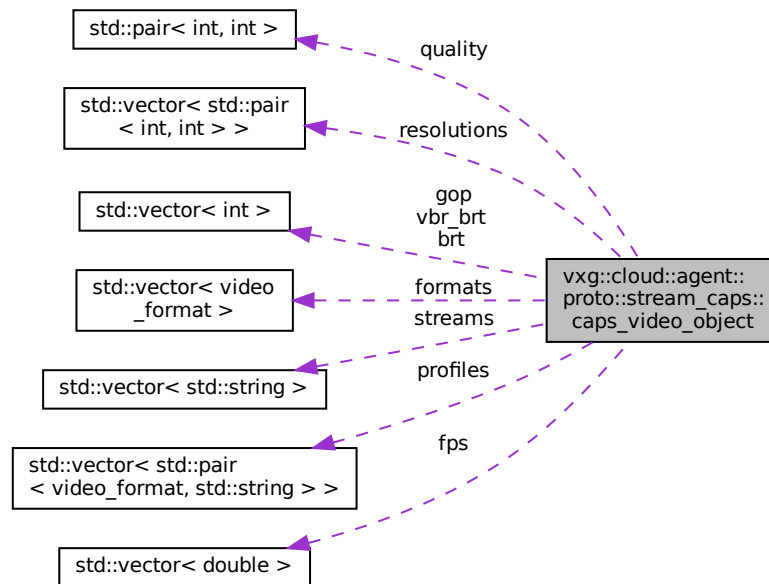 std::pair< int, int >
quality
std::vector< std::pair
< int, int > >
resolutions
std::vector< int >
gop
vbr_brt
brt
vxg::cloud::agent::
proto::stream_caps::
caps_video_object
std::vector< video
_format >
formats
streams
std::vector< std::string >
profiles
std::vector< std::pair
< video_format, std::string > >
fps
std::vector< double >